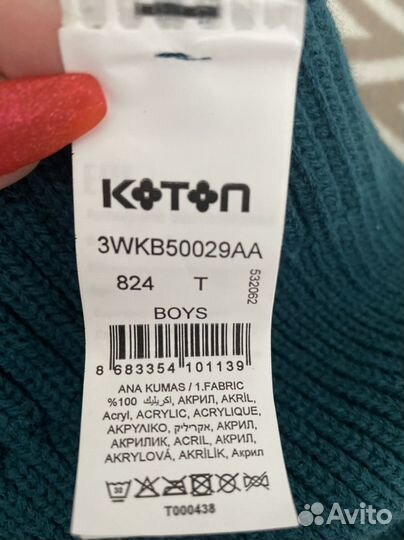 KOTON
3WKB50029AA
824 T
532062
BOYS
8 683354 101139
ANA KUMAS / 1.FABRIC
%100 اكريليك, АКРИЛ, AKRİL,
Acryl, ACRYLIC, ACRYLIQUE,
ΑΚΡΥΛΙΚΟ, אקריליק, АКРИЛ,
АКРИЛИК, ACRIL, АКРИЛ,
AKRYLOVÁ, AKRİLİK, Акрил
30
T000438
Avito